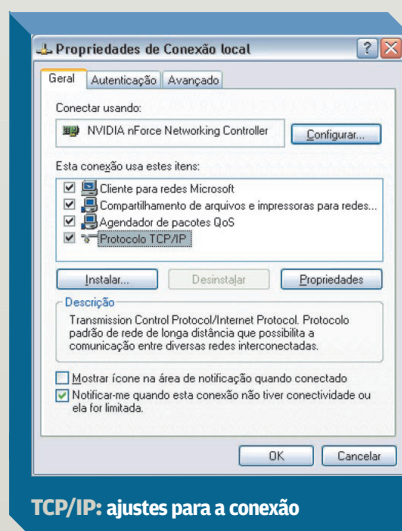 Propriedades de Conexão local
Geral Autenticação Avançado
Conectar usando:
NVIDIA nForce Networking Controller
Configurar...
Esta conexão usa estes itens:
Cliente para redes Microsoft
Compartilhamento de arquivos e impressoras para redes...
Agendador de pacotes QoS
Protocolo TCP/IP
Instalar... Desinstalar Propriedades
Descrição
Transmission Control Protocol/Internet Protocol. Protocolo
padrão de rede de longa distância que possibilita a
comunicação entre diversas redes interconectadas.
Mostrar ícone na área de notificação quando conectado
Notificar-me quando esta conexão não tiver conectividade ou
ela for limitada.
OK Cancelar
TCP/IP: ajustes para a conexão